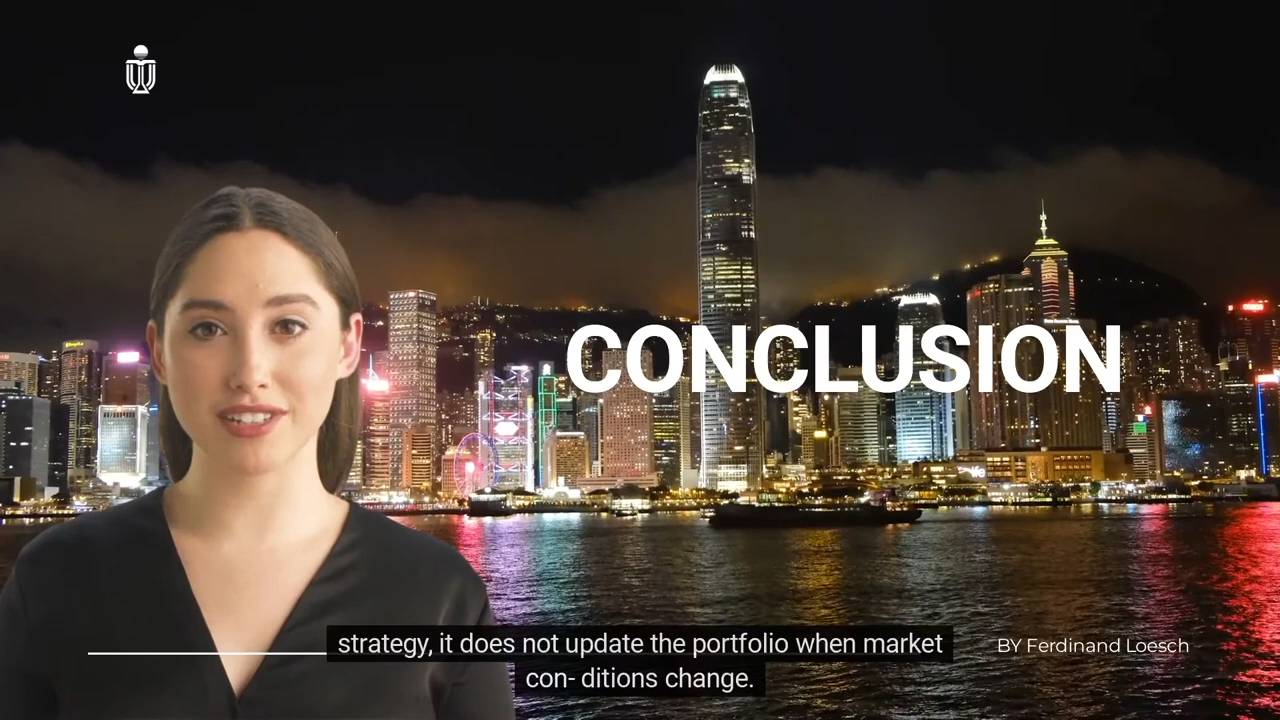 CONCLUSION
BY Ferdinand Loesch
strategy, it does not update the portfolio when market
con- ditions change.